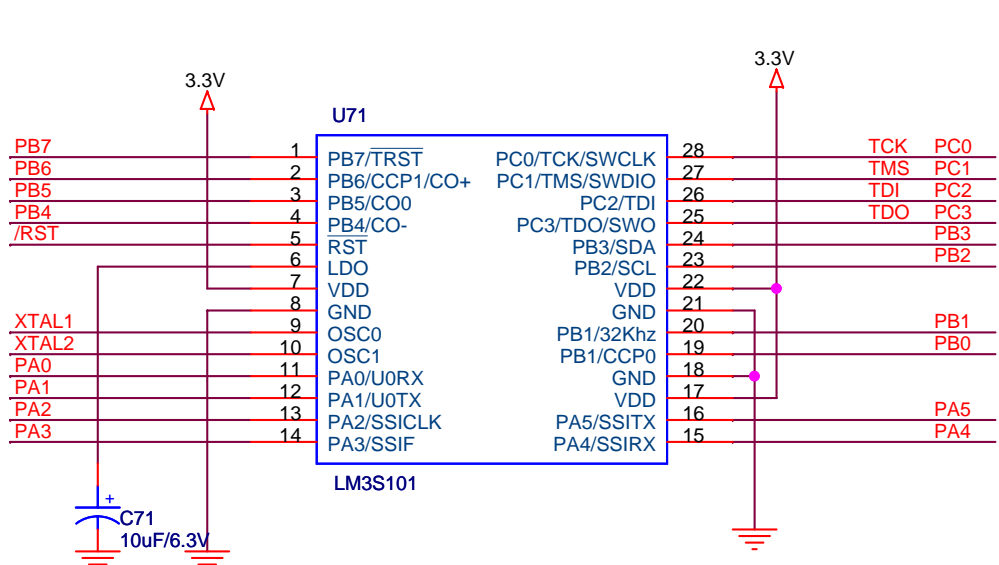 3.3V
3.3V
U71
PB7 1 PB7/TRST PC0/TCK/SWCLK 28 TCK PC0
PB6 2 PB6/CCP1/CO+ PC1/TMS/SWDIO 27 TMS PC1
PB5 3 PB5/CO0 PC2/TDI 26 TDI PC2
PB4 4 PB4/CO- PC3/TDO/SWO 25 TDO PC3
/RST 5 RST PB3/SDA 24 PB3
6 LDO PB2/SCL 23 PB2
7 VDD VDD 22
8 GND GND 21
XTAL1 9 OSC0 PB1/32Khz 20 PB1
XTAL2 10 OSC1 PB1/CCP0 19 PB0
PA0 11 PA0/U0RX GND 18
PA1 12 PA1/U0TX VDD 17
PA2 13 PA2/SSICLK PA5/SSITX 16 PA5
PA3 14 PA3/SSIF PA4/SSIRX 15 PA4
LM3S101
+
C71
10uF/6.3V